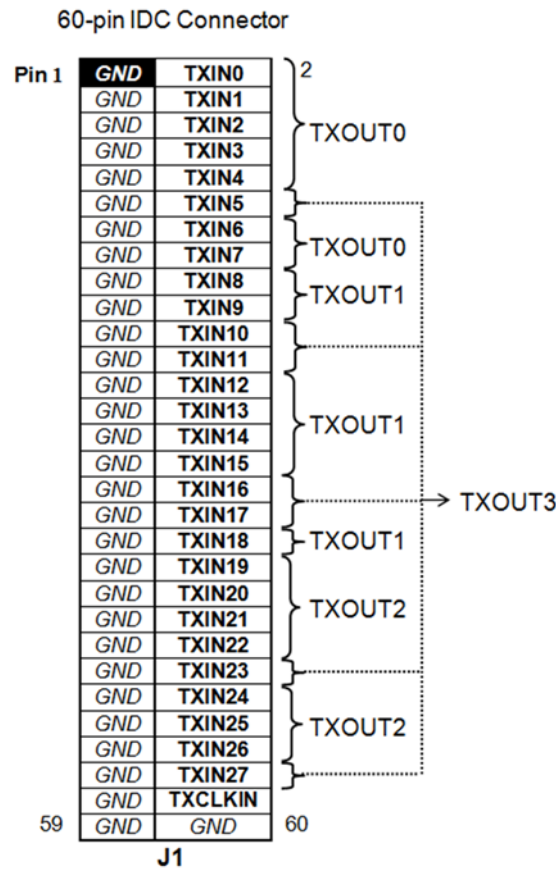 60-pin IDC Connector
Pin 1 GND TXIN0 2
GND TXIN1
GND TXIN2 TXOUT0
GND TXIN3
GND TXIN4
GND TXIN5
GND TXIN6 TXOUT0
GND TXIN7
GND TXIN8 TXOUT1
GND TXIN9
GND TXIN10
GND TXIN11
GND TXIN12
GND TXIN13 TXOUT1
GND TXIN14
GND TXIN15
GND TXIN16 TXOUT3
GND TXIN17
GND TXIN18 TXOUT1
GND TXIN19
GND TXIN20 TXOUT2
GND TXIN21
GND TXIN22
GND TXIN23
GND TXIN24
GND TXIN25 TXOUT2
GND TXIN26
GND TXIN27
GND TXCLKIN
59 GND GND 60
J1